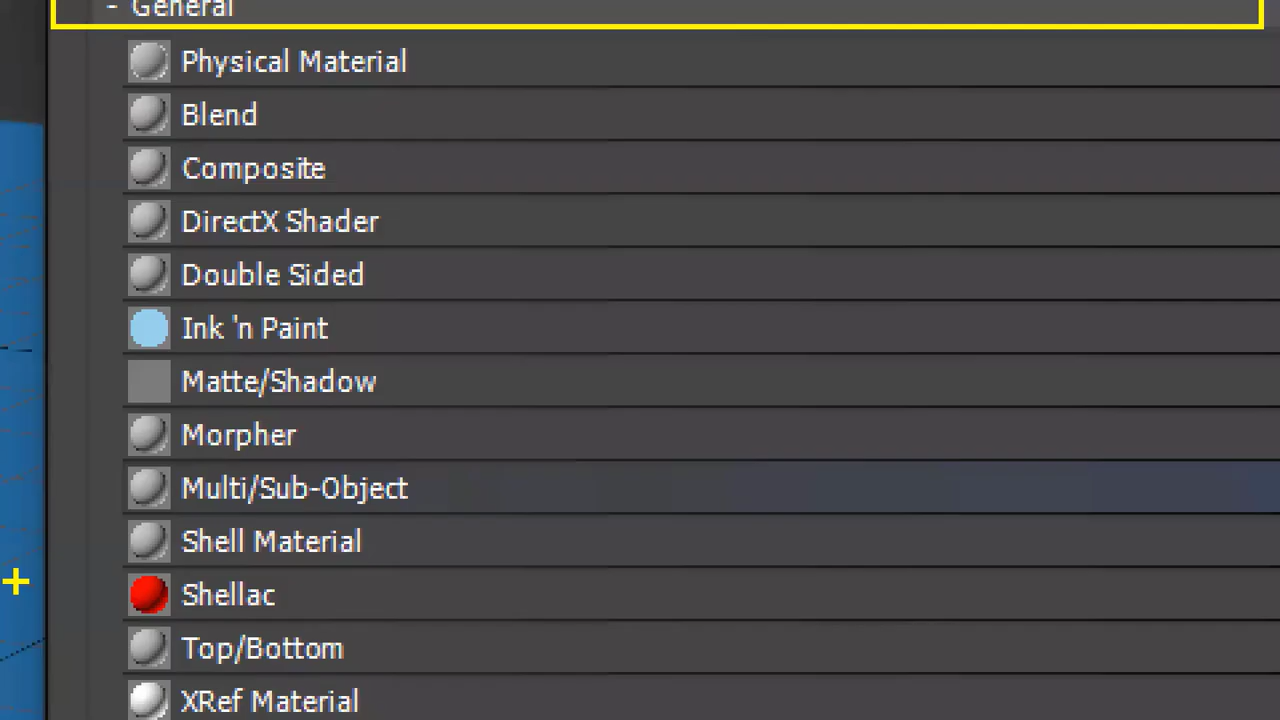 - General
Physical Material
Blend
Composite
DirectX Shader
Double Sided
Ink 'n Paint
Matte/Shadow
Morpher
Multi/Sub-Object
Shell Material
Shellac
Top/Bottom
XRef Material